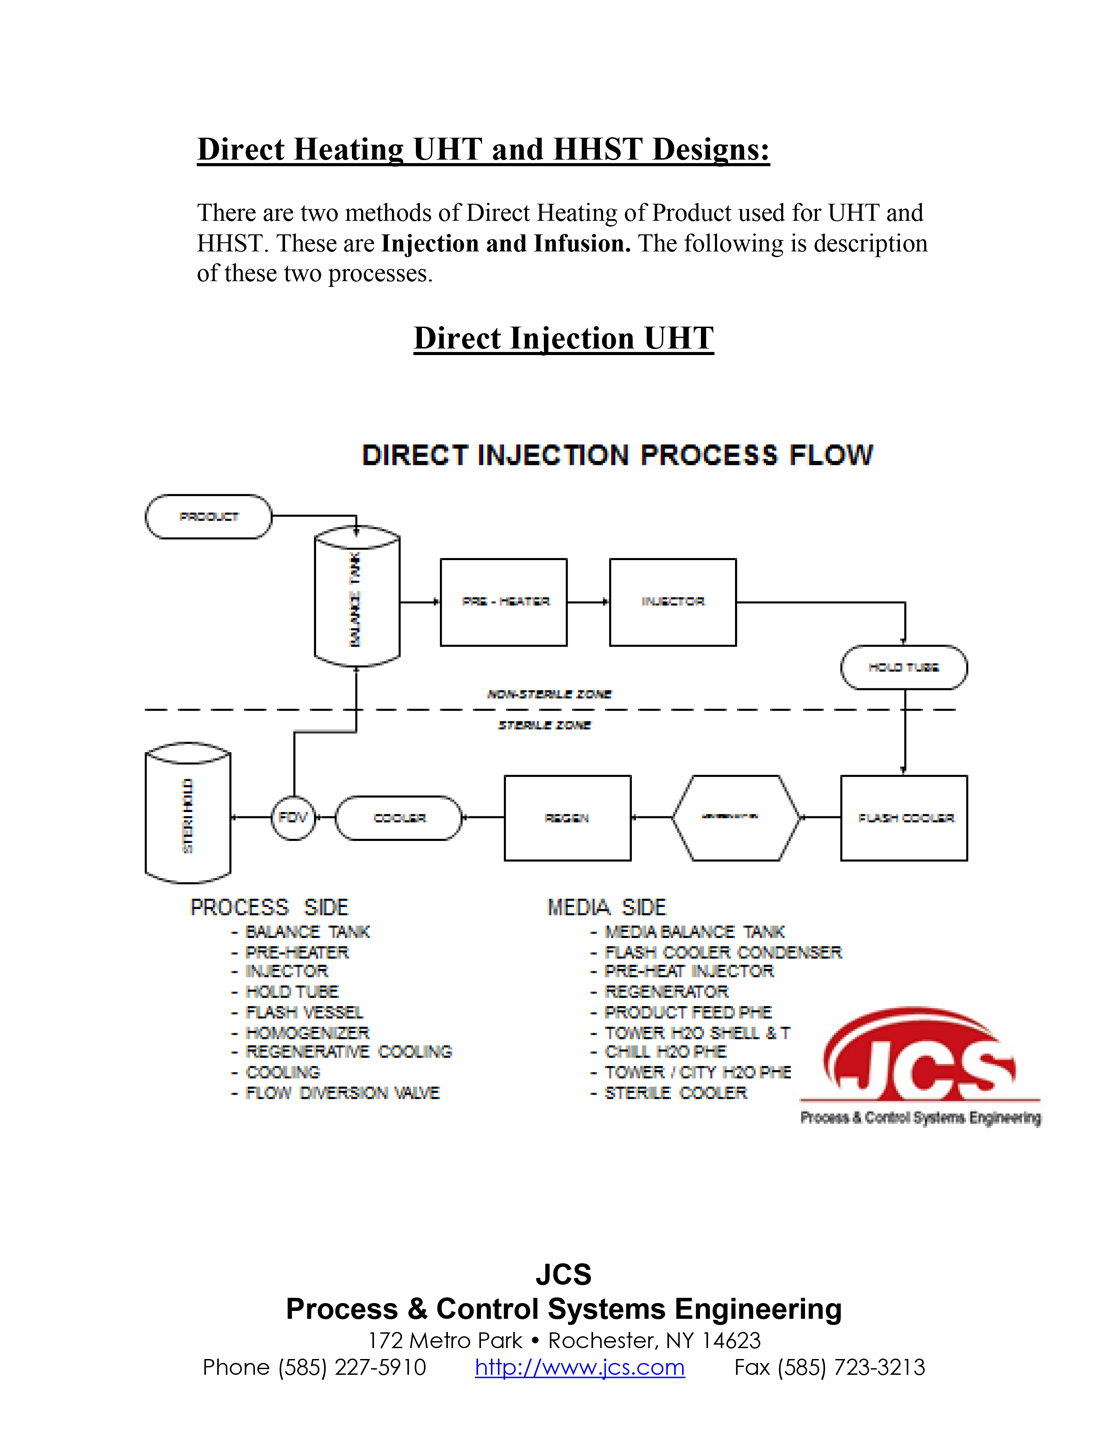 Direct Heating UHT and HHST Designs:
There are two methods of Direct Heating of Product used for UHT and
HHST. These are Injection and Infusion. The following is description
of these two processes.
Direct Injection UHT
DIRECT INJECTION PROCESS FLOW
PRODUCT
BALANCE TANK
PRE - HEATER
INJECTOR
HOLD TUBE
NON-STERILE ZONE
STERILE ZONE
STERI HOLD
FDV
COOLER
REGEN
FLASH COOLER
PROCESS SIDE
- BALANCE TANK
- PRE-HEATER
- INJECTOR
- HOLD TUBE
- FLASH VESSEL
- HOMOGENIZER
- REGENERATIVE COOLING
- COOLING
- FLOW DIVERSION VALVE
MEDIA SIDE
- MEDIA BALANCE TANK
- FLASH COOLER CONDENSER
- PRE-HEAT INJECTOR
- REGENERATOR
- PRODUCT FEED PHE
- TOWER H2O SHELL & T
- CHILL H2O PHE
- TOWER / CITY H2O PHE
- STERILE COOLER
JCS
Process & Control Systems Engineering
JCS
Process & Control Systems Engineering
172 Metro Park • Rochester, NY 14623
Phone (585) 227-5910 http://www.jcs.com Fax (585) 723-3213